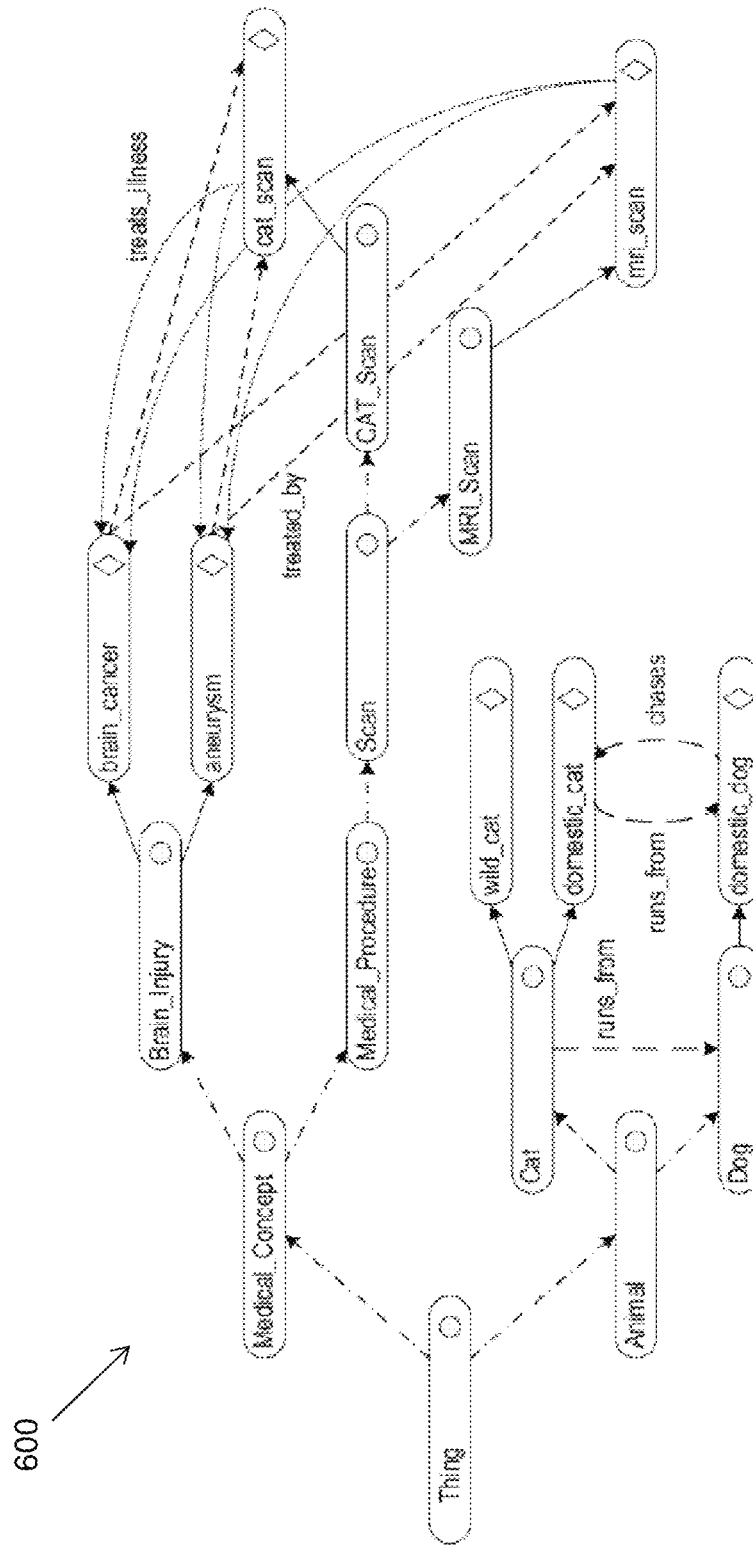 600
Thing
Medical_Concept
Animal
Brain_Injury
Medical_Procedure
Cat
Dog
runs_from
brain_cancer
aneurysm
Scan
wild_cat
domestic_cat
domestic_dog
runs_from
chases
treated_by
MRI_Scan
CAT_Scan
treats_illness
cat_scan
mri_scan